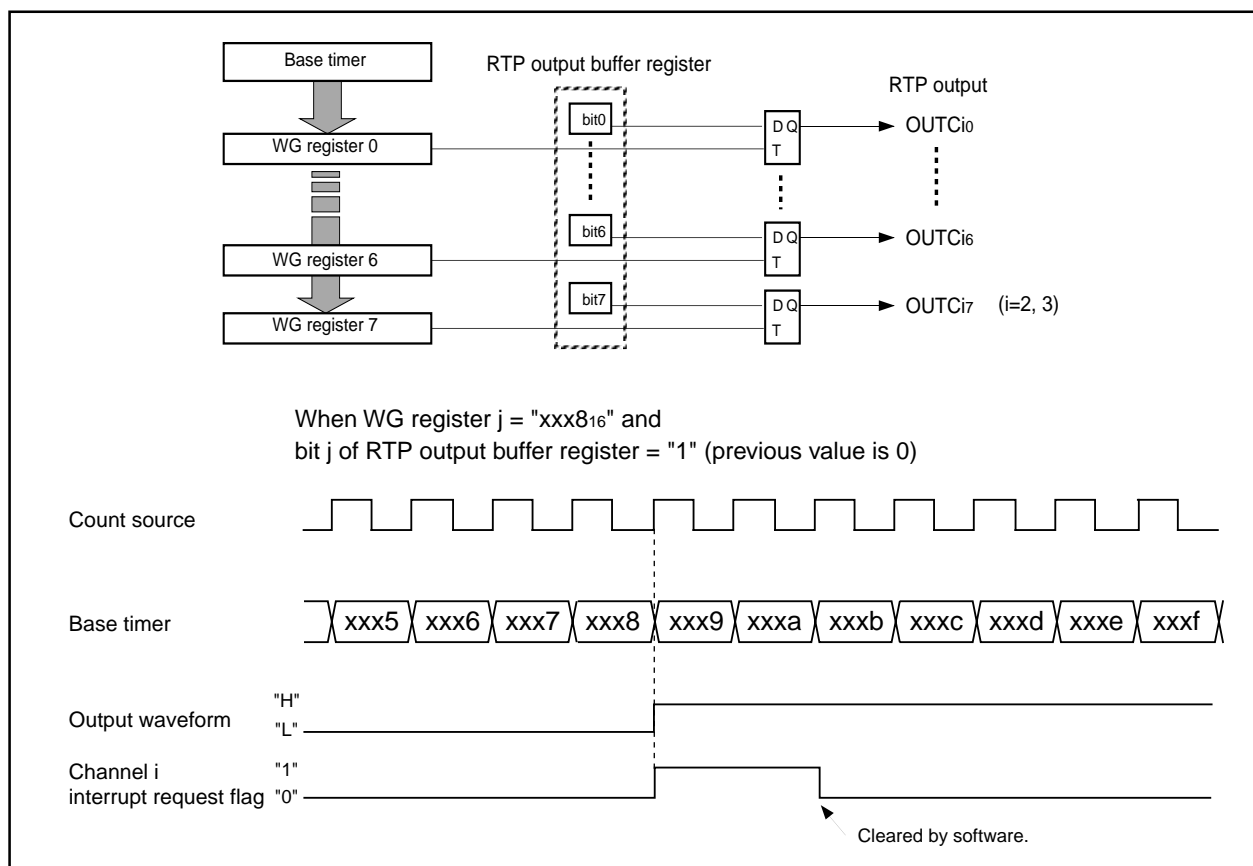 Base timer
RTP output buffer register
RTP output
bit0
D Q
OUTCi0
WG register 0
T
bit6
D Q
OUTCi6
WG register 6
T
bit7
D Q
OUTCi7 (i=2, 3)
WG register 7
T
When WG register j = "xxx816" and
bit j of RTP output buffer register = "1" (previous value is 0)
Count source
Base timer
xxx5 xxx6 xxx7 xxx8 xxx9 xxxa xxxb xxxc xxxd xxxe xxxf
"H"
Output waveform
"L"
Channel i "1"
interrupt request flag "0"
Cleared by software.